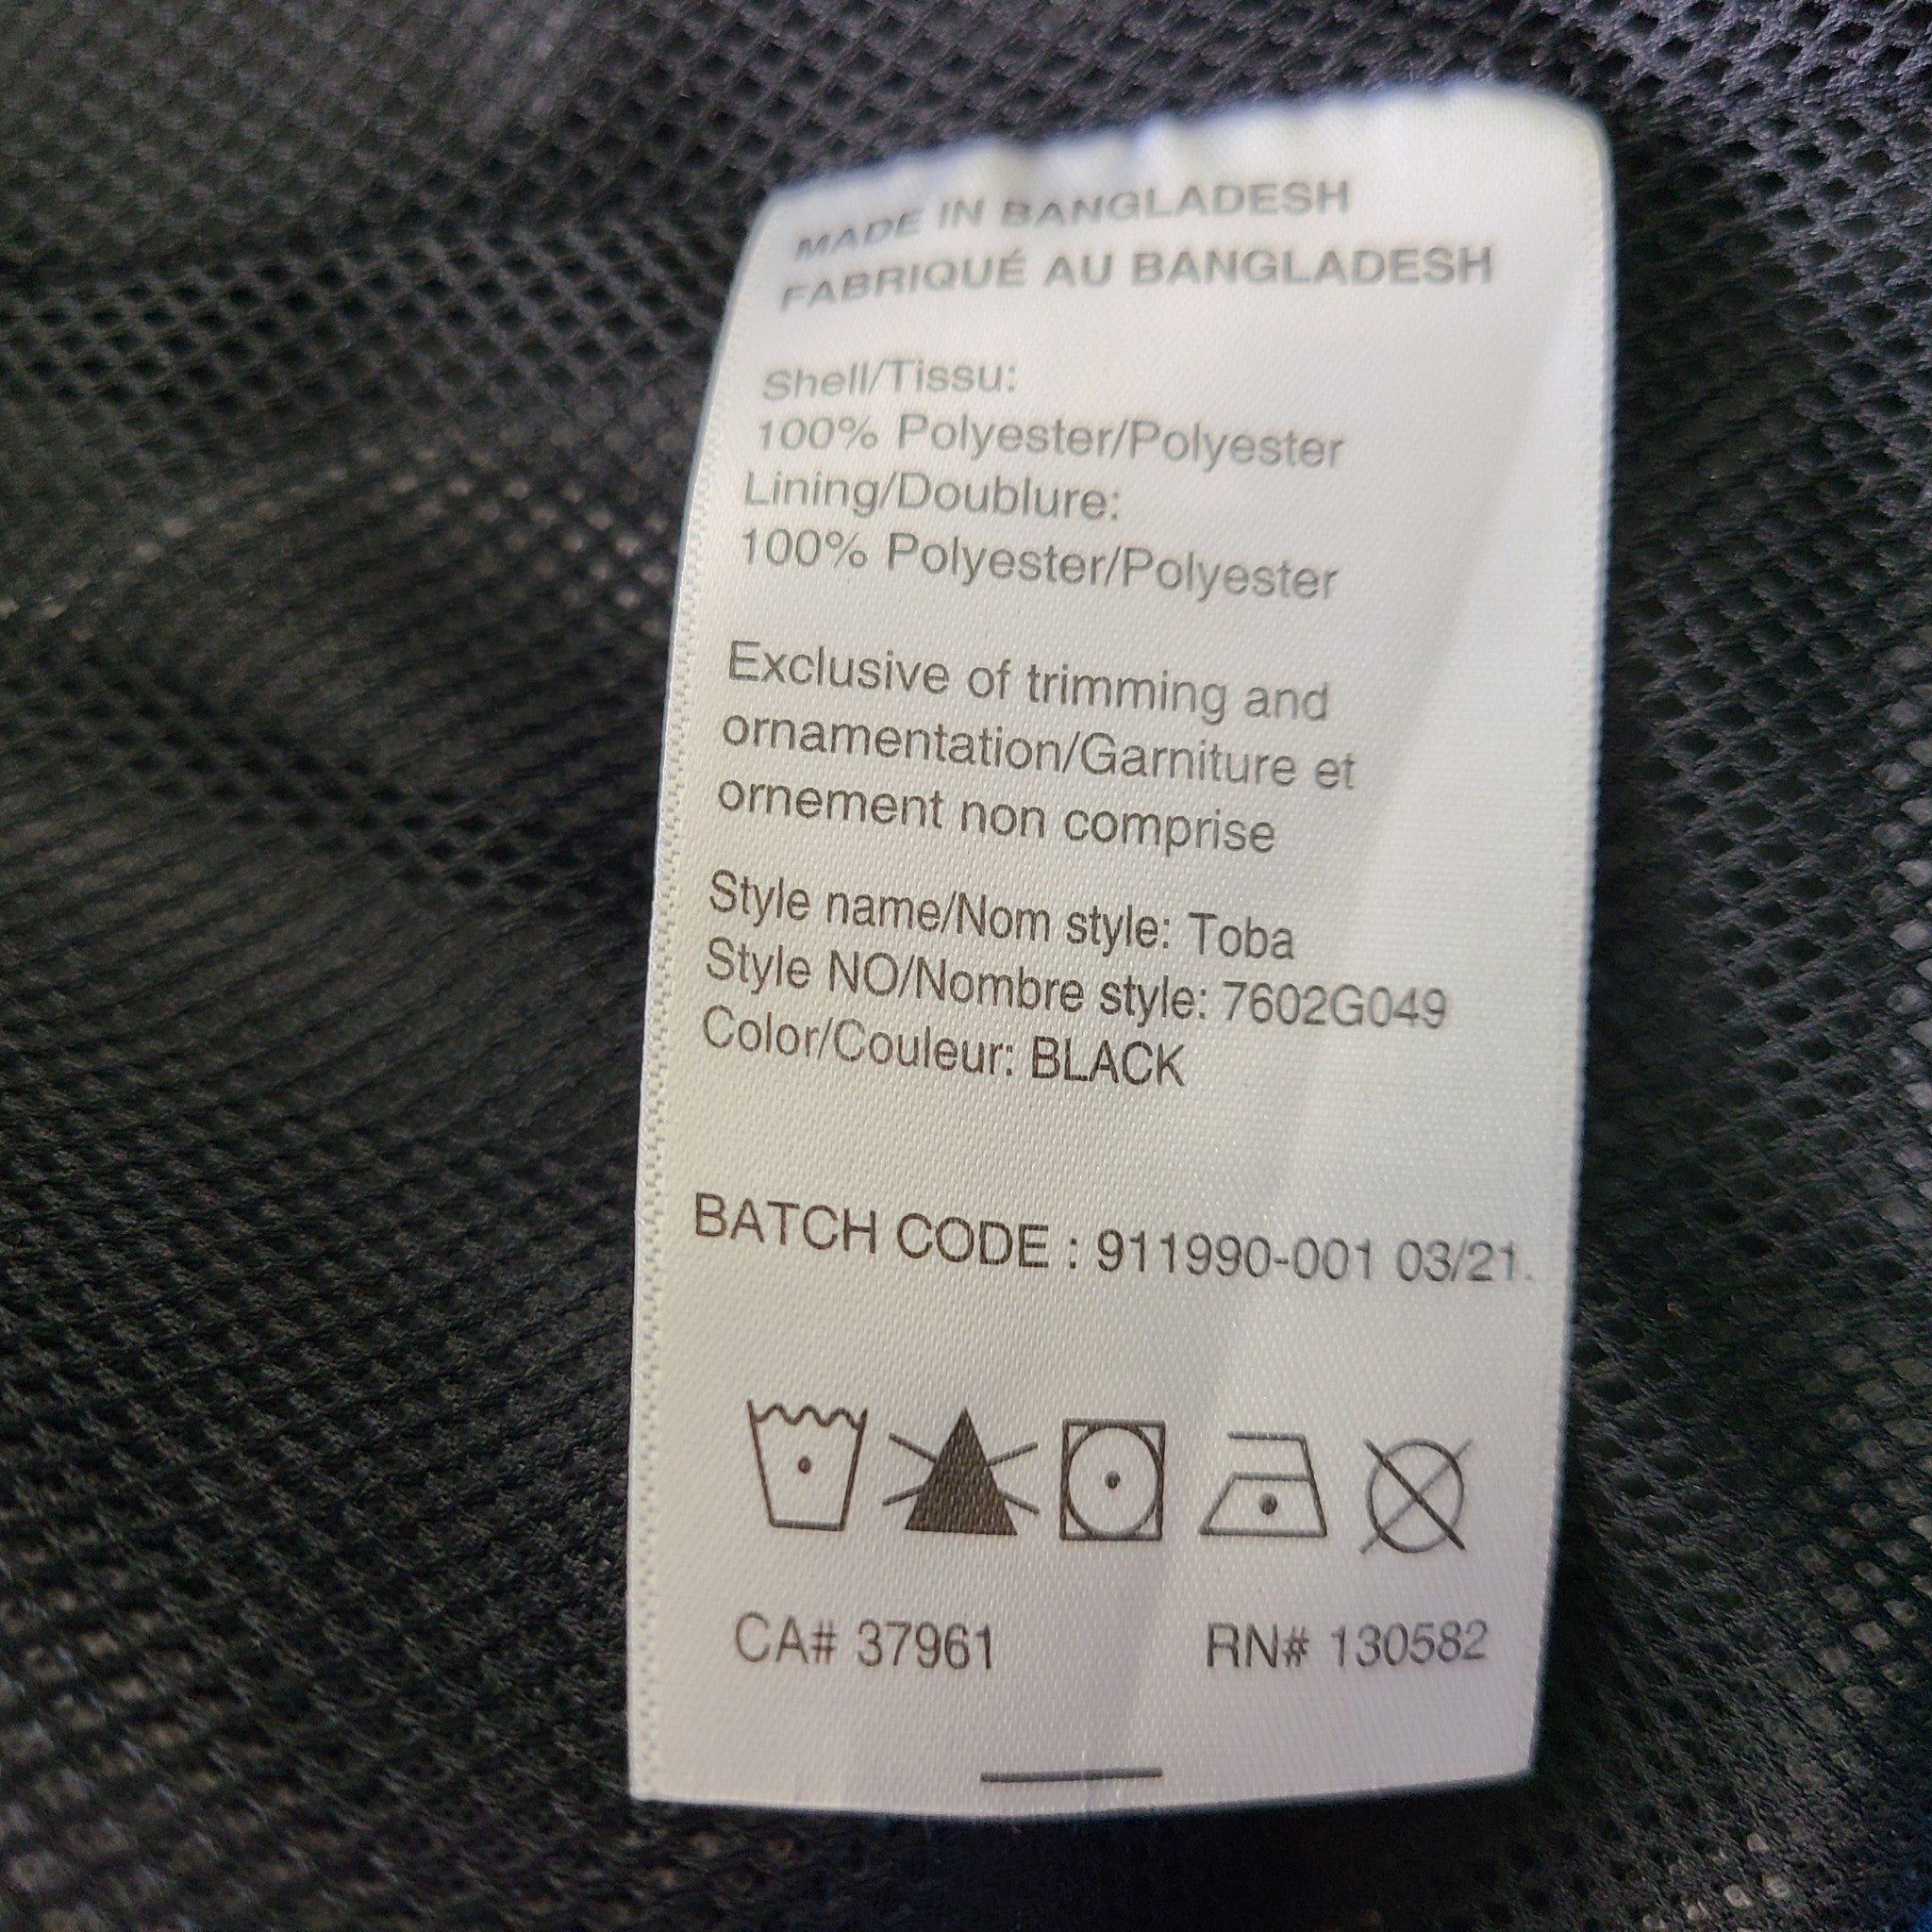 MADE IN BANGLADESH
FABRIQUÉ AU BANGLADESH
Shell/Tissu:
100% Polyester/Polyester
Lining/Doublure:
100% Polyester/Polyester
Exclusive of trimming and
ornamentation/Garniture et
ornement non comprise
Style name/Nom style: Toba
Style NO/Nombre style: 7602G049
Color/Couleur: BLACK
BATCH CODE : 911990-001 03/21.
CA# 37961 RN# 130582